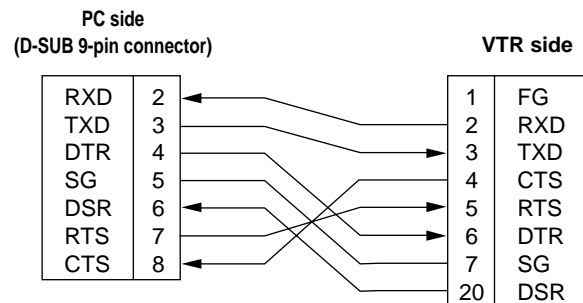 PC side
(D-SUB 9-pin connector)
VTR side
RXD 2
TXD 3
DTR 4
SG 5
DSR 6
RTS 7
CTS 8
1 FG
2 RXD
3 TXD
4 CTS
5 RTS
6 DTR
7 SG
20 DSR